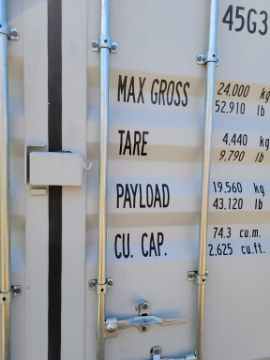 45G3
MAX GROSS 24.000 kg
52.910 lb
TARE 4.440 kg
9.790 lb
PAYLOAD 19.560 kg
43.120 lb
CU. CAP. 74.3 cu.m.
2.625 cu.ft.